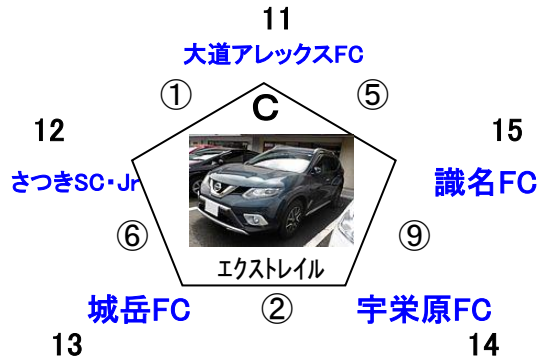 11
大道アレックスFC
① ⑤
C
12 15
さつきSC・Jr 識名FC
⑥ ⑨
エクストレイル
城岳FC ② 宇栄原FC
13 14